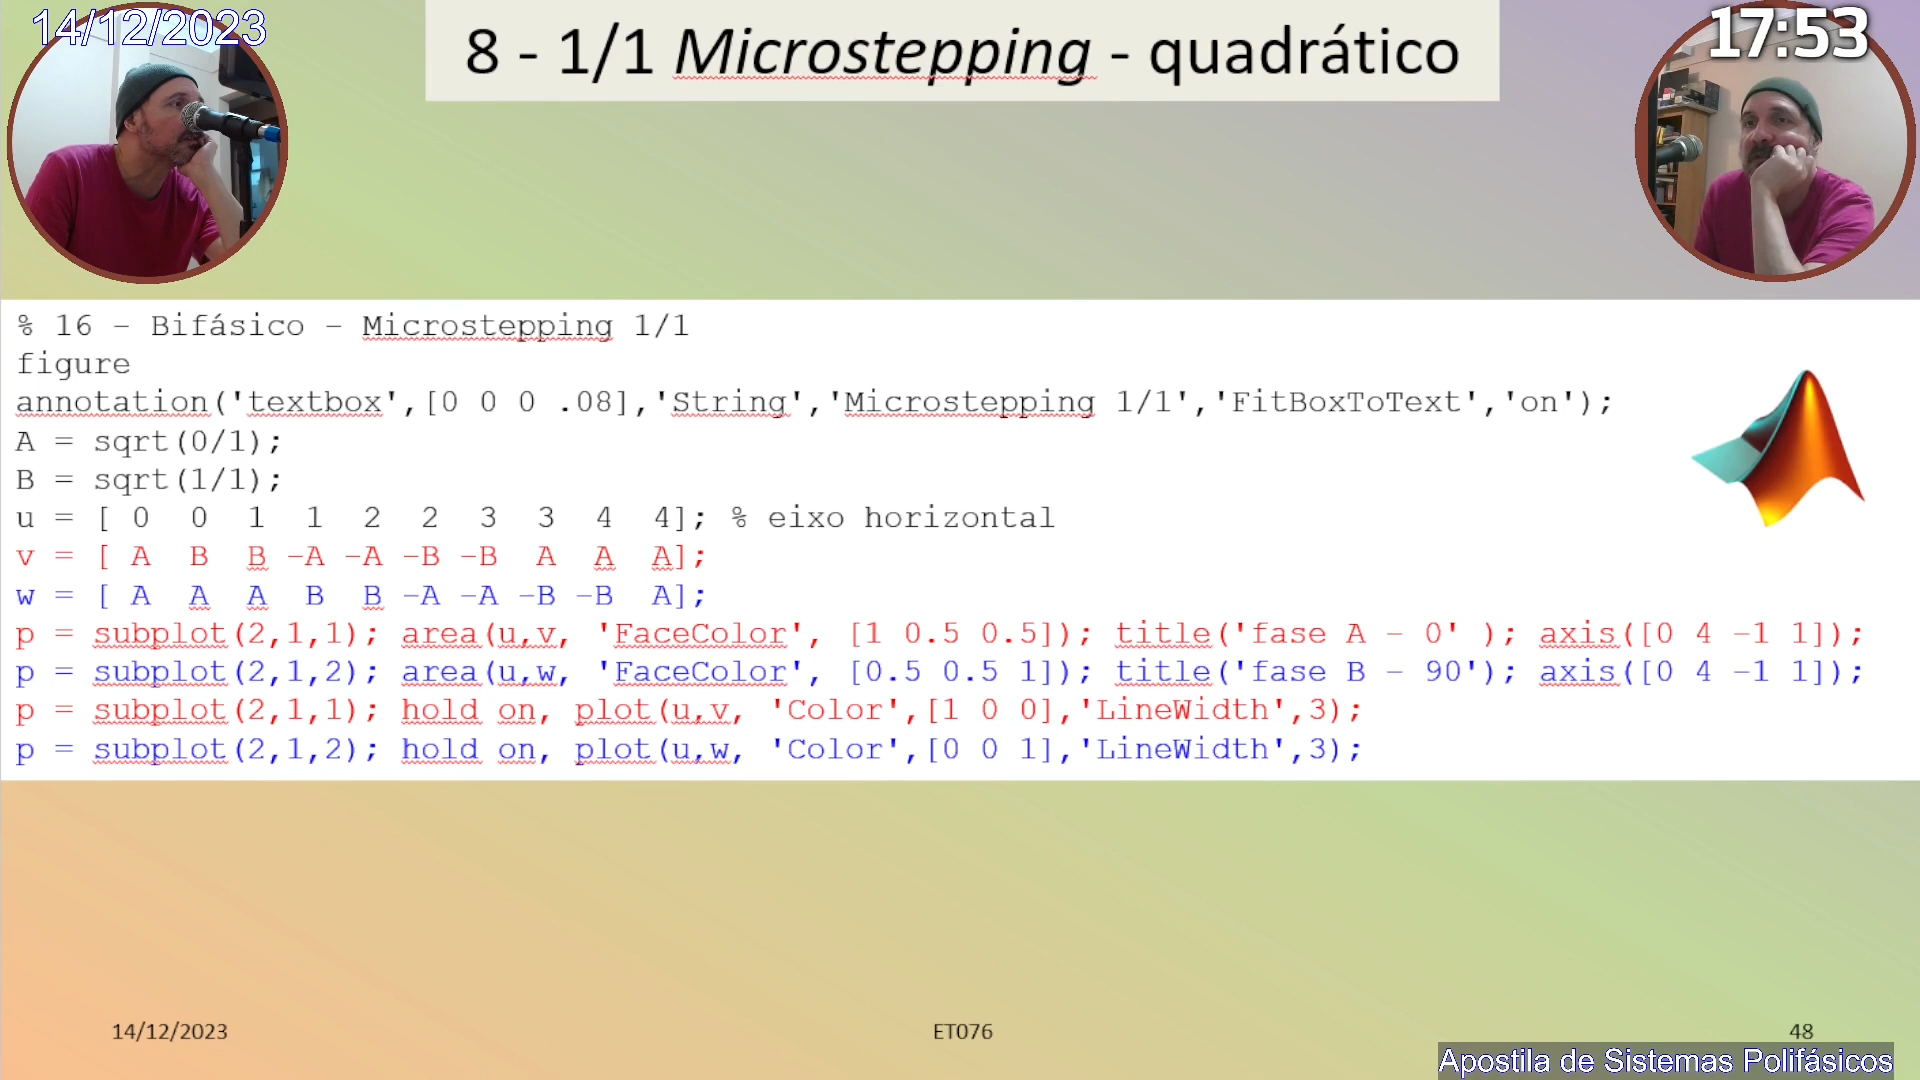 14/12/2023
8 - 1/1 Microstepping - quadrático
17:53
% 16 - Bifásico - Microstepping 1/1
figure
annotation('textbox',[0 0 0 .08],'String','Microstepping 1/1','FitBoxToText','on');
A = sqrt(0/1);
B = sqrt(1/1);
u = [ 0 0 1 1 2 2 3 3 4 4]; % eixo horizontal
v = [ A B B -A -A -B -B A A A];
w = [ A A A B B -A -A -B -B A];
p = subplot(2,1,1); area(u,v, 'FaceColor', [1 0.5 0.5]); title('fase A - 0' ); axis([0 4 -1 1]);
p = subplot(2,1,2); area(u,w, 'FaceColor', [0.5 0.5 1]); title('fase B - 90'); axis([0 4 -1 1]);
p = subplot(2,1,1); hold on, plot(u,v, 'Color',[1 0 0],'LineWidth',3);
p = subplot(2,1,2); hold on, plot(u,w, 'Color',[0 0 1],'LineWidth',3);
14/12/2023
ET076
48
Apostila de Sistemas Polifásicos